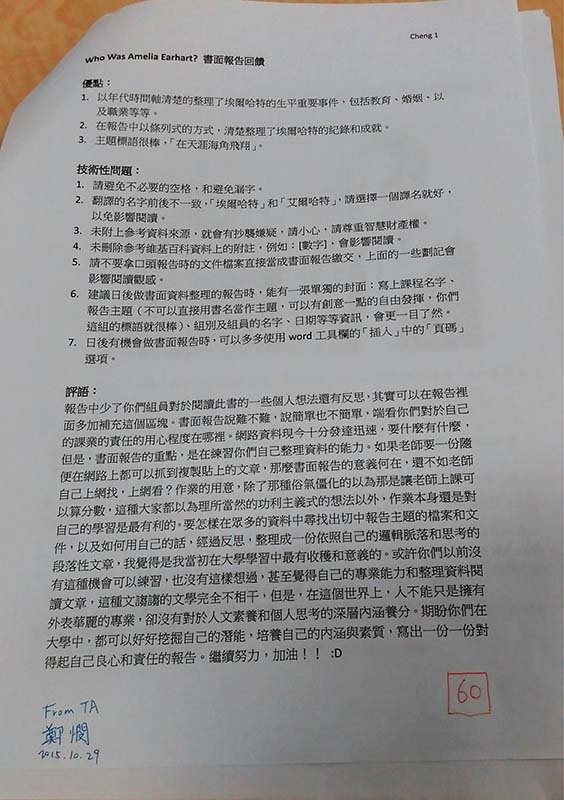 Cheng 1
Who Was Amelia Earhart? 書面報告回饋
優點：
1. 以年代時間軸清楚的整理了埃爾哈特的生平重要事件，包括教育、婚姻、以
及職業等等。
2. 在報告中以條列式的方式，清楚整理了埃爾哈特的紀錄和成就。
3. 主題標語很棒，「在天涯海角飛翔」。
技術性問題：
1. 請避免不必要的空格，和避免漏字。
2. 翻譯的名字前後不一致，「埃爾哈特」和「艾爾哈特」，請選擇一個譯名就好，
以免影響閱讀。
3. 未附上參考資料來源，就會有抄襲嫌疑，請小心，請尊重智慧財產權。
4. 未刪除參考維基百科資料上的附註，例如：[數字]，會影響閱讀。
5. 請不要拿口頭報告時的文件檔案直接當成書面報告繳交，上面的一些劃記會
影響閱讀觀感。
6. 建議日後做書面資料整理的報告時，能有一張單獨的封面：寫上課程名字、
報告主題（不可以直接用書名當作主題，可以有創意一點的自由發揮，你們
這組的標語就很棒）、組別及組員的名字、日期等等資訊，會更一目了然。
7. 日後有機會做書面報告時，可以多多使用 word 工具欄的「插入」中的「頁碼」
選項。
評語：
報告中少了你們組員對於閱讀此書的一些個人想法還有反思，其實可以在報告裡
面多加補充這個區塊。書面報告說難不難，說簡單也不簡單，端看你們對於自己
的課業的責任的用心程度在哪裡。網路資料現今十分發達迅速，要什麼有什麼，
但是，書面報告的重點，是在練習你們自己整理資料的能力。如果老師要一份隨
便在網路上都可以抓到複製貼上的文章，那麼書面報告的意義何在，還不如老師
自己上網找，上網看？作業的用意，除了那種俗氣僵化的以為那是讓老師上課可
以算分數，這種大家都以為理所當然的功利主義式的想法以外，作業本身還是對
自己的學習是最有利的。要怎樣在眾多的資料中尋找出切中報告主題的檔案和文
件，以及如何用自己的話，經過反思，整理成一份依照自己的邏輯脈落和思考的
段落性文章，我覺得是我當初在大學學習中最有收穫和意義的。或許你們以前沒
有這種機會可以練習，也沒有這樣想過，甚至覺得自己的專業能力和整理資料閱
讀文章，這種文謅謅的文學完全不相干，但是，在這個世界上，人不能只是擁有
外表華麗的專業，卻沒有對於人文素養和個人思考的深層內涵養分。期盼你們在
大學中，都可以好好挖掘自己的潛能，培養自己的內涵與素質，寫出一份一份對
得起自己良心和責任的報告。繼續努力，加油！！ :D
60
From TA
鄭憫
2015.10.29